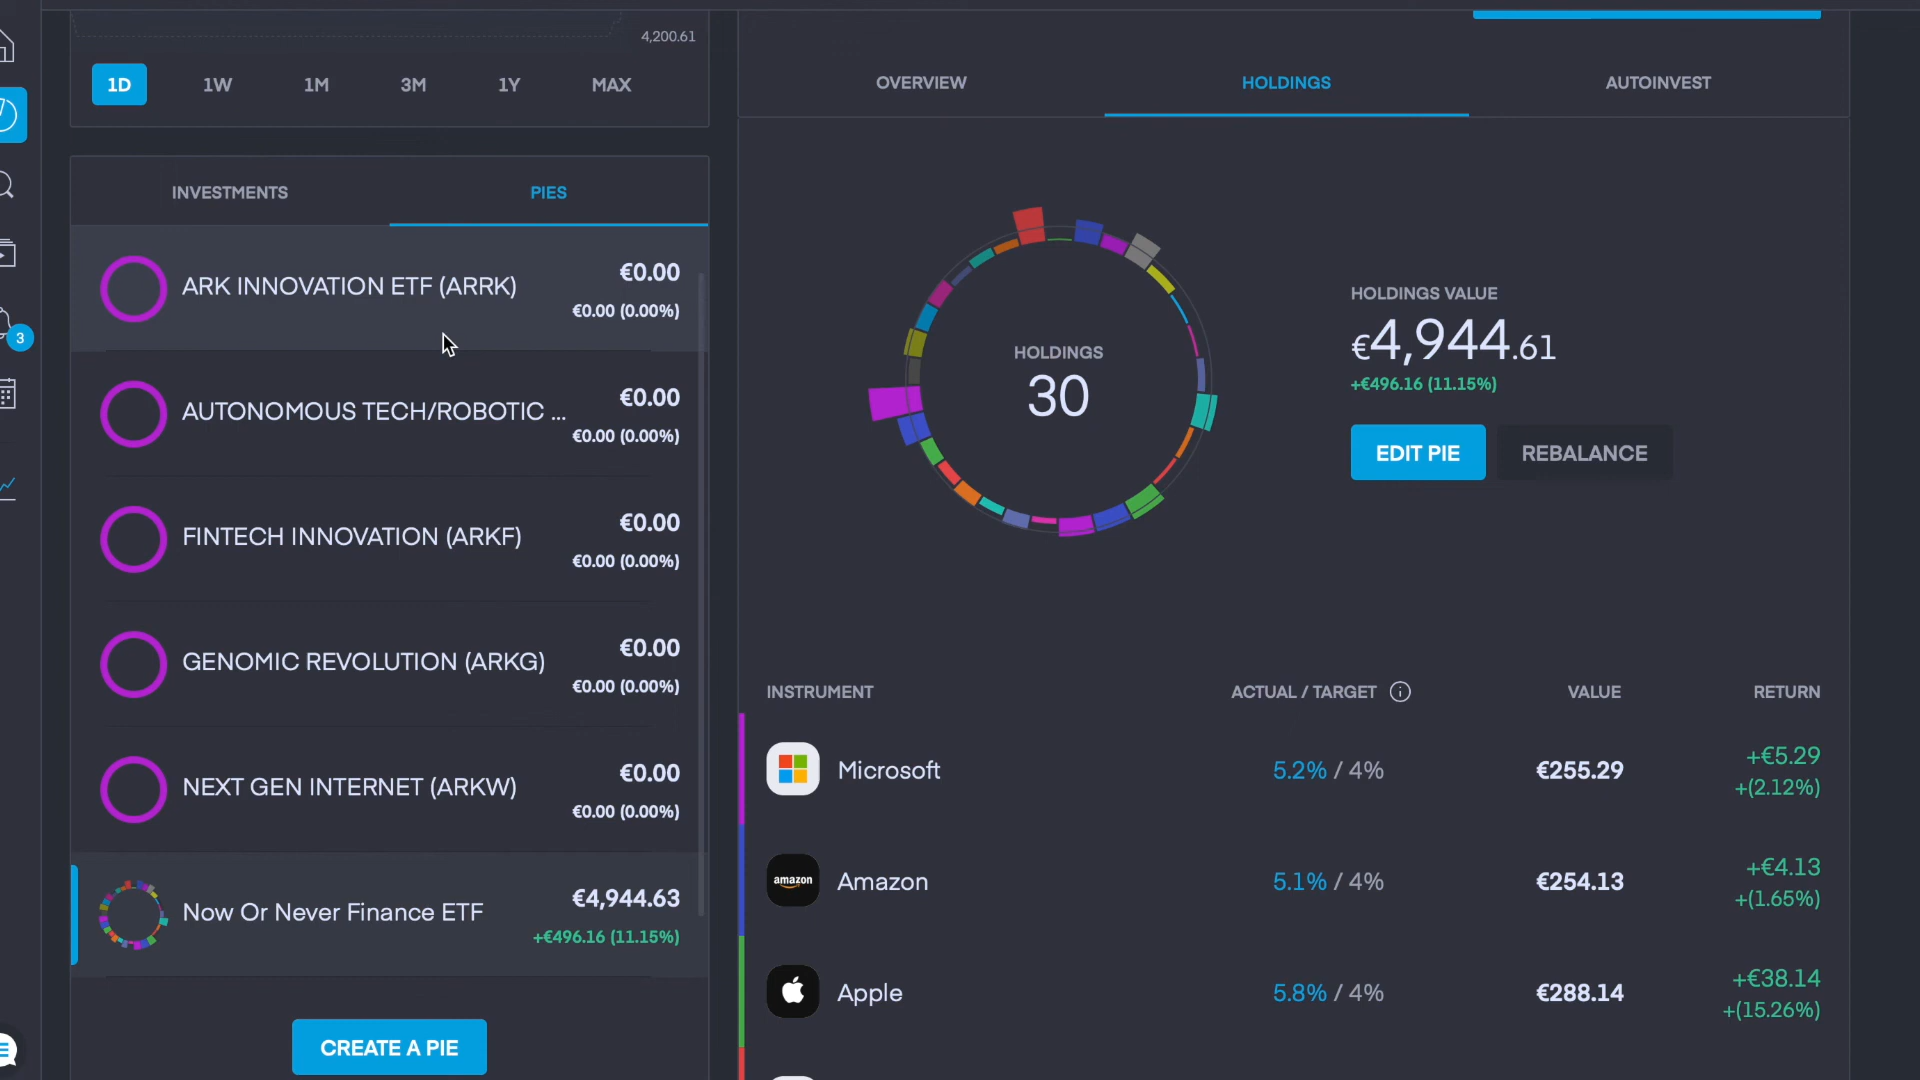 4,200.61
1D 1W 1M 3M 1Y MAX
INVESTMENTS PIES
ARK INNOVATION ETF (ARRK) €0.00
€0.00 (0.00%)
3
AUTONOMOUS TECH/ROBOTIC ... €0.00
€0.00 (0.00%)
FINTECH INNOVATION (ARKF) €0.00
€0.00 (0.00%)
GENOMIC REVOLUTION (ARKG) €0.00
€0.00 (0.00%)
NEXT GEN INTERNET (ARKW) €0.00
€0.00 (0.00%)
Now Or Never Finance ETF €4,944.63
+€496.16 (11.15%)
CREATE A PIE
OVERVIEW HOLDINGS AUTOINVEST
HOLDINGS
30
HOLDINGS VALUE
€4,944.61
+€496.16 (11.15%)
EDIT PIE REBALANCE
INSTRUMENT ACTUAL / TARGET i VALUE RETURN
Microsoft 5.2% / 4% €255.29 +€5.29
+(2.12%)
amazon Amazon 5.1% / 4% €254.13 +€4.13
+(1.65%)
Apple 5.8% / 4% €288.14 +€38.14
+(15.26%)